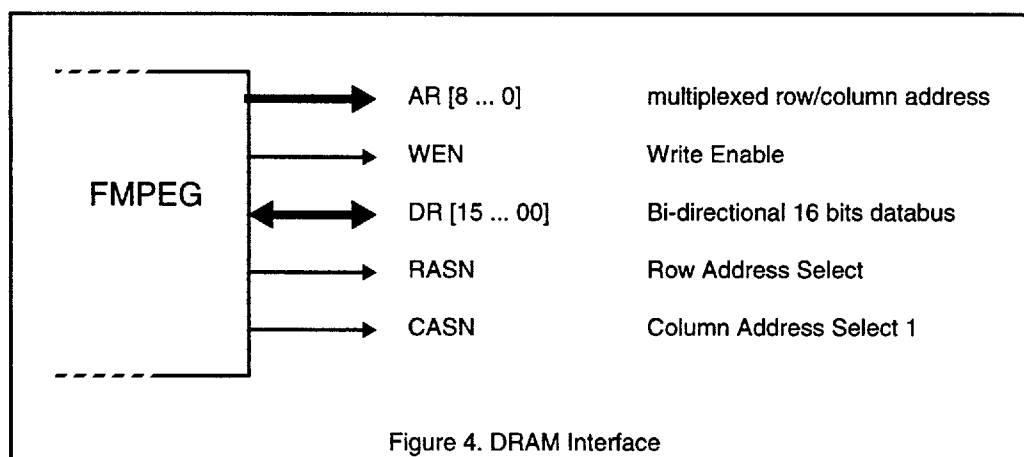 FMPEG
AR [8 ... 0] multiplexed row/column address
WEN Write Enable
DR [15 ... 00] Bi-directional 16 bits databus
RASN Row Address Select
CASN Column Address Select 1
Figure 4. DRAM Interface